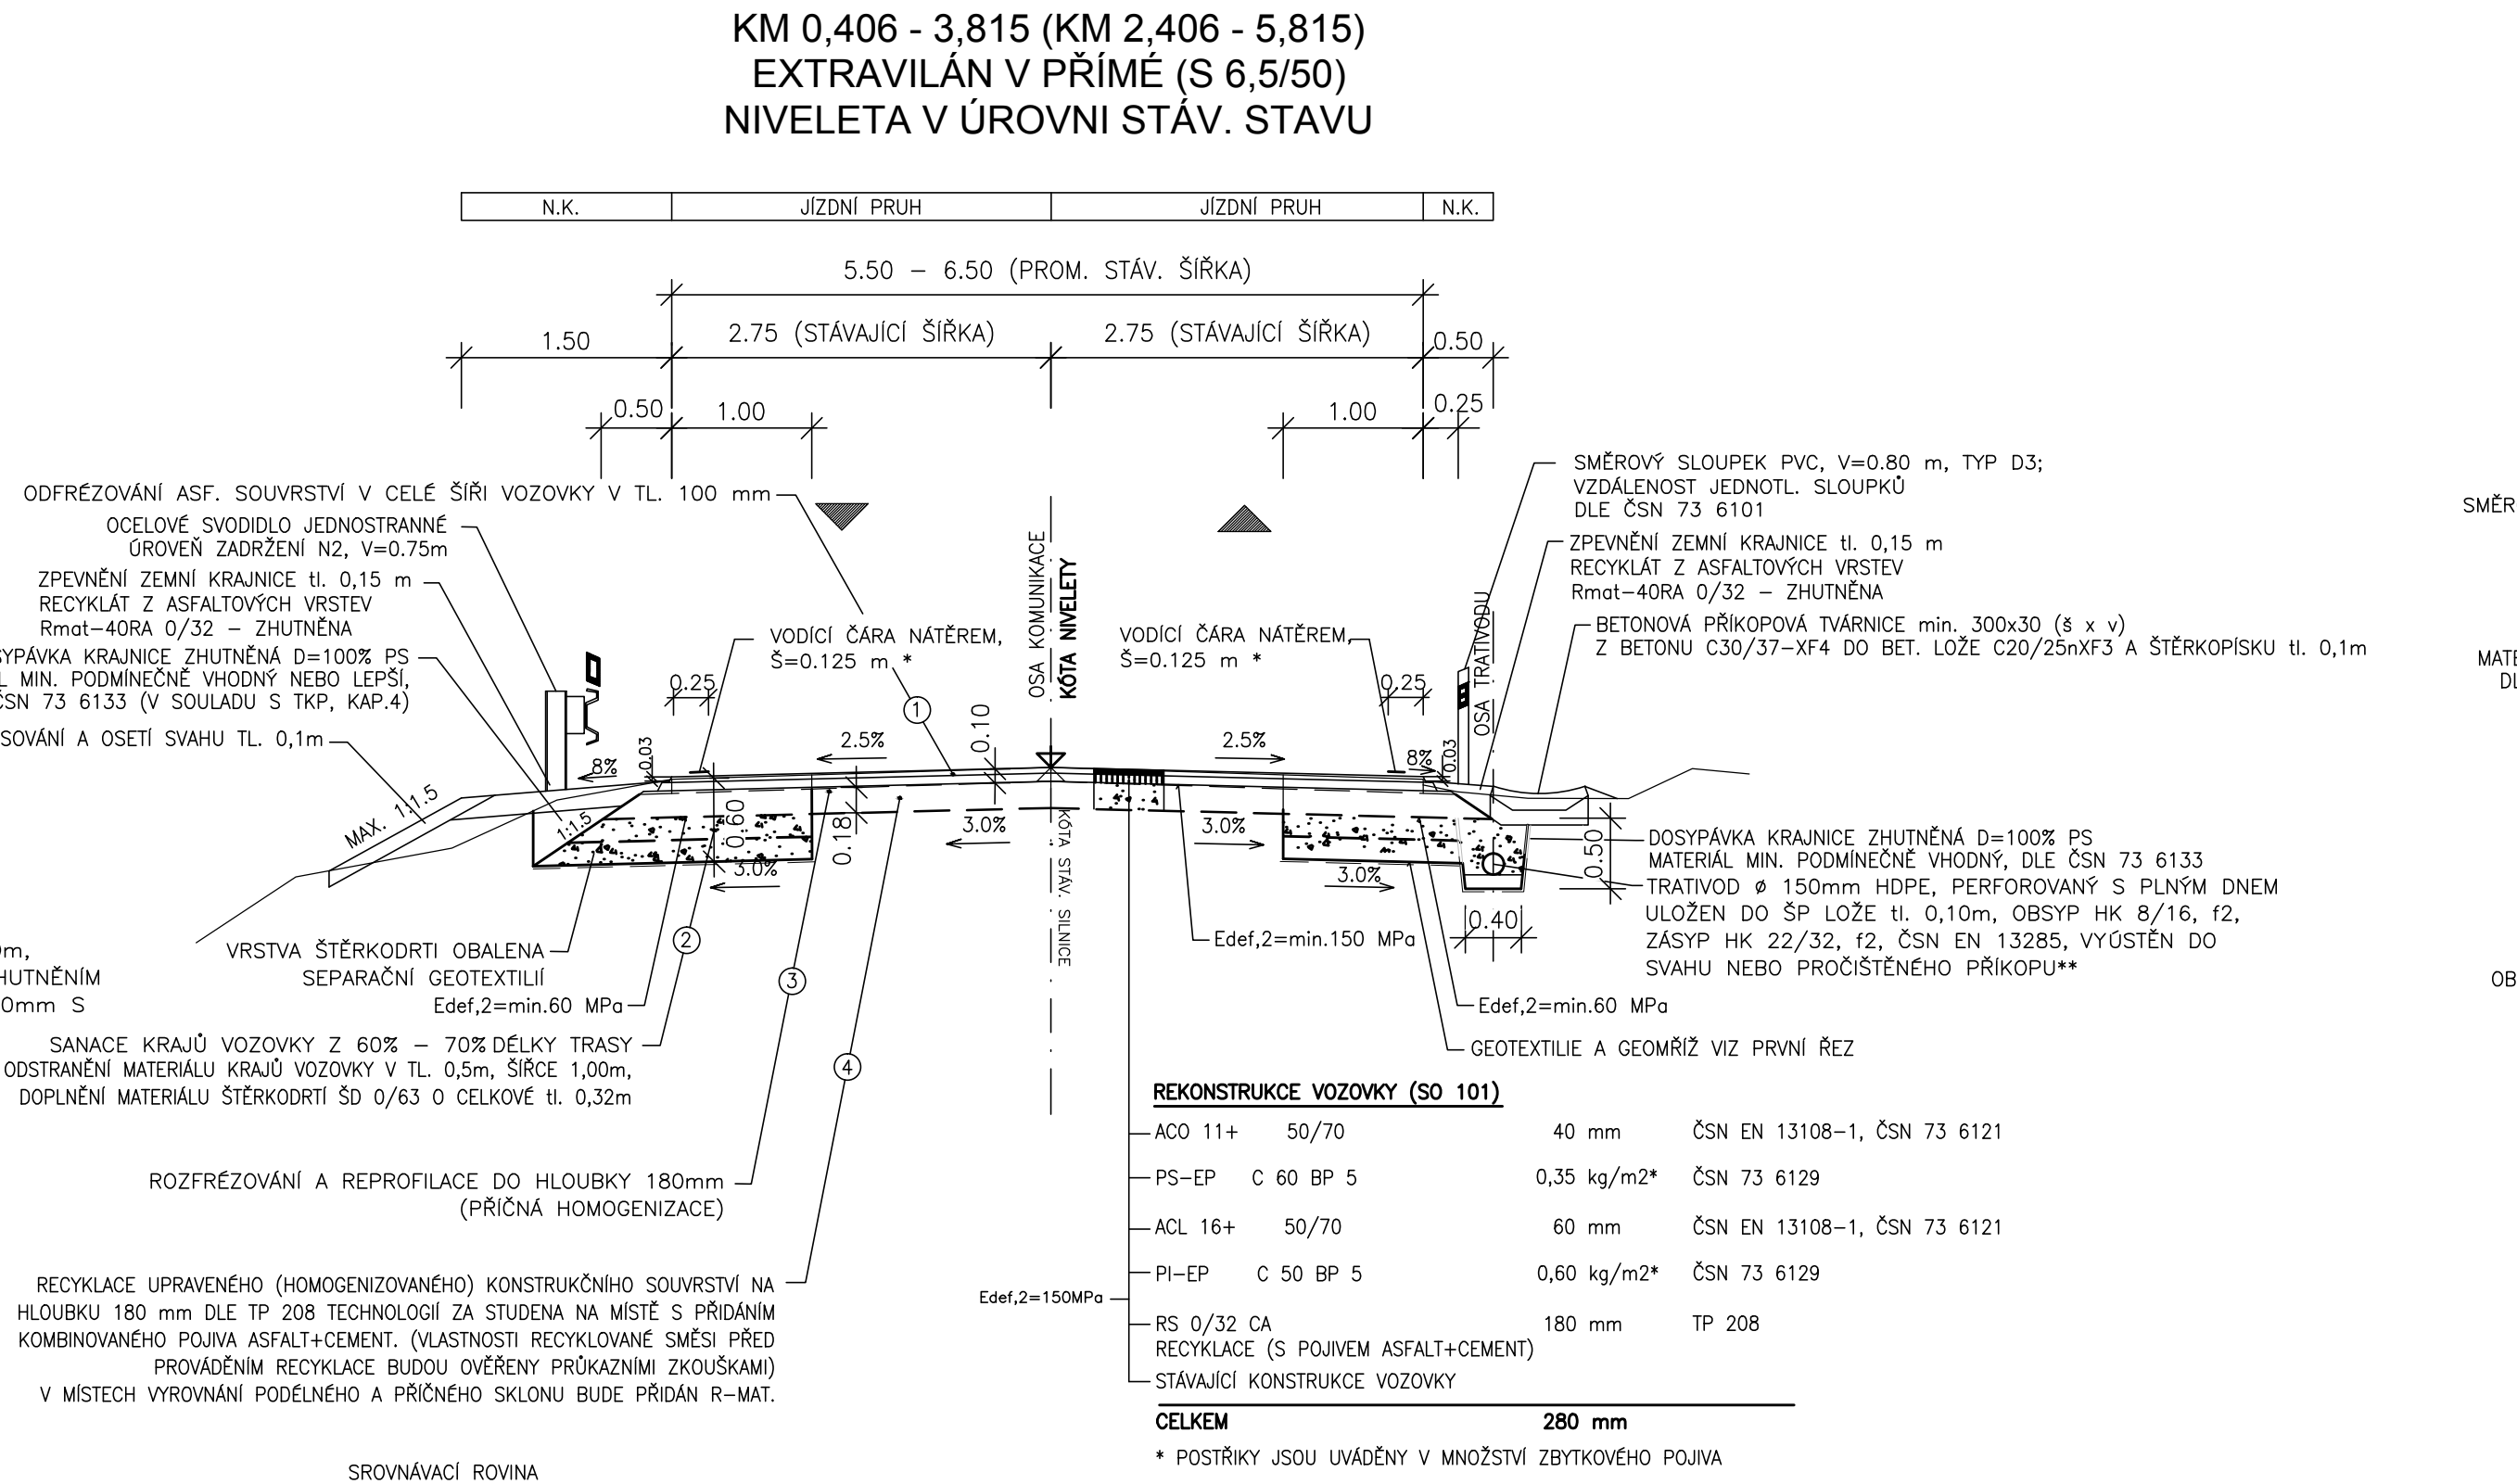 KM 0,406 - 3,815 (KM 2,406 - 5,815)
EXTRAVILÁN V PŘÍMÉ (S 6,5/50)
NIVELETA V ÚROVNI STÁV. STAVU
N.K. JÍZDNÍ PRUH JÍZDNÍ PRUH N.K.
5.50 – 6.50 (PROM. STÁV. ŠÍŘKA)
1.50 2.75 (STÁVAJÍCÍ ŠÍŘKA) 2.75 (STÁVAJÍCÍ ŠÍŘKA) 0.50
0.50 1.00 1.00 0.25
ODFRÉZOVÁNÍ ASF. SOUVRSTVÍ V CELÉ ŠÍŘI VOZOVKY V TL. 100 mm
OCELOVÉ SVODIDLO JEDNOSTRANNÉ
ÚROVEŇ ZADRŽENÍ N2, V=0.75m
ZPEVNĚNÍ ZEMNÍ KRAJNICE tl. 0,15 m
RECYKLÁT Z ASFALTOVÝCH VRSTEV
Rmat-40RA 0/32 – ZHUTNĚNA
SYPÁVKA KRAJNICE ZHUTNĚNÁ D=100% PS
L MIN. PODMÍNEČNĚ VHODNÝ NEBO LEPŠÍ,
ČSN 73 6133 (V SOULADU S TKP, KAP.4)
SOVÁNÍ A OSETÍ SVAHU TL. 0,1m
MAX. 1:1.5
1:1.5
8%
0.03
0.25
VODÍCÍ ČÁRA NÁTĚREM,
Š=0.125 m *
1
2.5%
0.10
0.60
0.18
3.0%
3.0%
OSA KOMUNIKACE
KÓTA NIVELETY
KÓTA STÁV. SILNICE
VODÍCÍ ČÁRA NÁTĚREM,
Š=0.125 m *
0.25
2.5%
8%
0.03
3.0%
3.0%
OSA TRATIVODU
0.50
0.40
SMĚROVÝ SLOUPEK PVC, V=0.80 m, TYP D3;
VZDÁLENOST JEDNOTL. SLOUPKŮ
DLE ČSN 73 6101
ZPEVNĚNÍ ZEMNÍ KRAJNICE tl. 0,15 m
RECYKLÁT Z ASFALTOVÝCH VRSTEV
Rmat-40RA 0/32 – ZHUTNĚNA
BETONOVÁ PŘÍKOPOVÁ TVÁRNICE min. 300x30 (š x v)
Z BETONU C30/37-XF4 DO BET. LOŽE C20/25nXF3 A ŠTĚRKOPÍSKU tl. 0,1m
DOSYPÁVKA KRAJNICE ZHUTNĚNÁ D=100% PS
MATERIÁL MIN. PODMÍNEČNĚ VHODNÝ, DLE ČSN 73 6133
TRATIVOD ø 150mm HDPE, PERFOROVANÝ S PLNÝM DNEM
ULOŽEN DO ŠP LOŽE tl. 0,10m, OBSYP HK 8/16, f2,
ZÁSYP HK 22/32, f2, ČSN EN 13285, VYÚSTĚN DO
SVAHU NEBO PROČIŠTĚNÉHO PŘÍKOPU**
Edef,2=min.150 MPa
Edef,2=min.60 MPa
GEOTEXTILIE A GEOMŘÍŽ VIZ PRVNÍ ŘEZ
SMĚR
MATE
DL
OB
m,
HUTNĚNÍM
0mm S
VRSTVA ŠTĚRKODRTI OBALENA
SEPARAČNÍ GEOTEXTILIÍ
Edef,2=min.60 MPa
2
3
4
SANACE KRAJŮ VOZOVKY Z 60% – 70% DÉLKY TRASY
ODSTRANĚNÍ MATERIÁLU KRAJŮ VOZOVKY V TL. 0,5m, ŠÍŘCE 1,00m,
DOPLNĚNÍ MATERIÁLU ŠTĚRKODRTÍ ŠD 0/63 O CELKOVÉ tl. 0,32m
ROZFRÉZOVÁNÍ A REPROFILACE DO HLOUBKY 180mm
(PŘÍČNÁ HOMOGENIZACE)
RECYKLACE UPRAVENÉHO (HOMOGENIZOVANÉHO) KONSTRUKČNÍHO SOUVRSTVÍ NA
HLOUBKU 180 mm DLE TP 208 TECHNOLOGIÍ ZA STUDENA NA MÍSTĚ S PŘIDÁNÍM
KOMBINOVANÉHO POJIVA ASFALT+CEMENT. (VLASTNOSTI RECYKLOVANÉ SMĚSI PŘED
PROVÁDĚNÍM RECYKLACE BUDOU OVĚŘENY PRŮKAZNÍMI ZKOUŠKAMI)
V MÍSTECH VYROVNÁNÍ PODÉLNÉHO A PŘÍČNÉHO SKLONU BUDE PŘIDÁN R-MAT.
REKONSTRUKCE VOZOVKY (SO 101)
ACO 11+ 50/70 40 mm ČSN EN 13108-1, ČSN 73 6121
PS-EP C 60 BP 5 0,35 kg/m2* ČSN 73 6129
ACL 16+ 50/70 60 mm ČSN EN 13108-1, ČSN 73 6121
PI-EP C 50 BP 5 0,60 kg/m2* ČSN 73 6129
Edef,2=150MPa
RS 0/32 CA 180 mm TP 208
RECYKLACE (S POJIVEM ASFALT+CEMENT)
STÁVAJÍCÍ KONSTRUKCE VOZOVKY
CELKEM 280 mm
* POSTŘIKY JSOU UVÁDĚNY V MNOŽSTVÍ ZBYTKOVÉHO POJIVA
SROVNÁVACÍ ROVINA